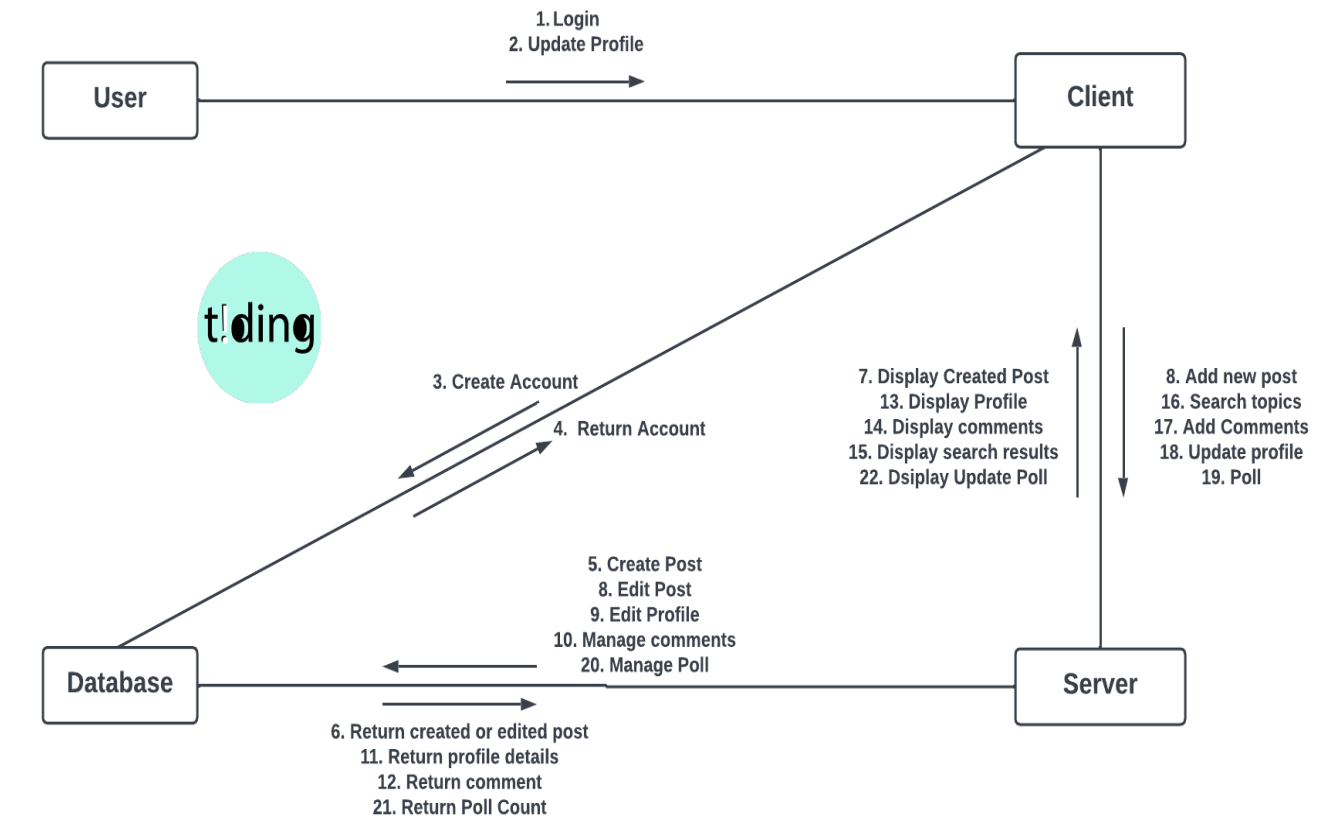 1. Login
2. Update Profile
User
Client
t!ding
3. Create Account
4. Return Account
7. Display Created Post
13. Display Profile
14. Display comments
15. Display search results
22. Dsiplay Update Poll
8. Add new post
16. Search topics
17. Add Comments
18. Update profile
19. Poll
5. Create Post
8. Edit Post
9. Edit Profile
10. Manage comments
20. Manage Poll
Database
Server
6. Return created or edited post
11. Return profile details
12. Return comment
21. Return Poll Count